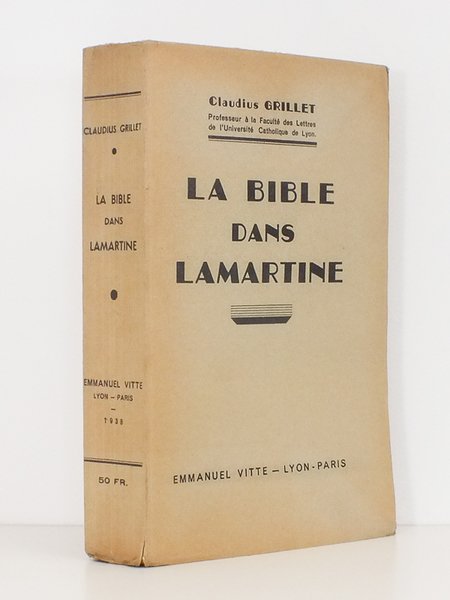 CLAUDIUS GRILLET
LA BIBLE
DANS
LAMARTINE
EMMANUEL VITTE
LYON — PARIS
—
1938
50 FR.
Claudius GRILLET
Professeur à la Faculté des Lettres
de l'Université Catholique de Lyon.
LA BIBLE
DANS
LAMARTINE
EMMANUEL VITTE — LYON-PARIS